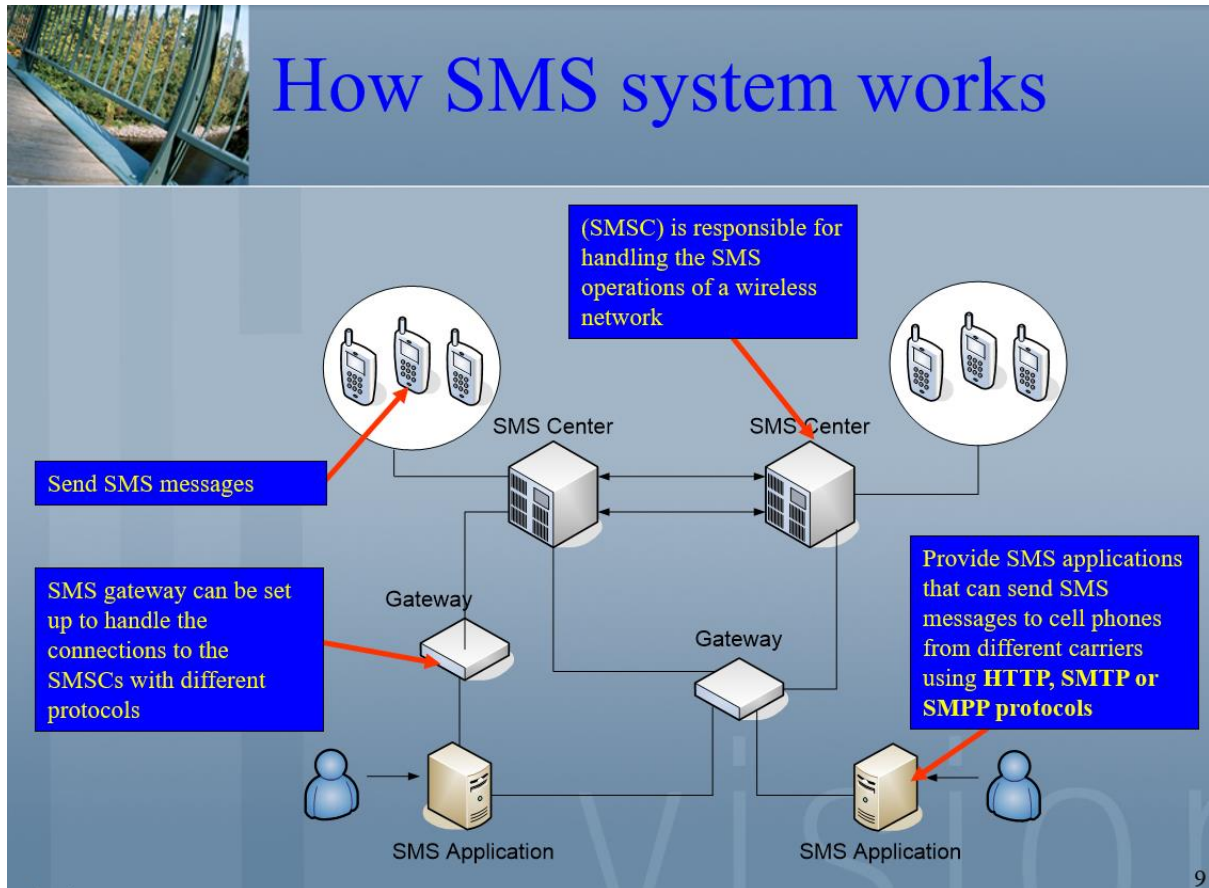 How SMS system works
(SMSC) is responsible for
handling the SMS
operations of a wireless
network
SMS Center
SMS Center
Send SMS messages
SMS gateway can be set
up to handle the
connections to the
SMSCs with different
protocols
Gateway
Gateway
Provide SMS applications
that can send SMS
messages to cell phones
from different carriers
using HTTP, SMTP or
SMPP protocols
SMS Application
SMS Application
vision
9